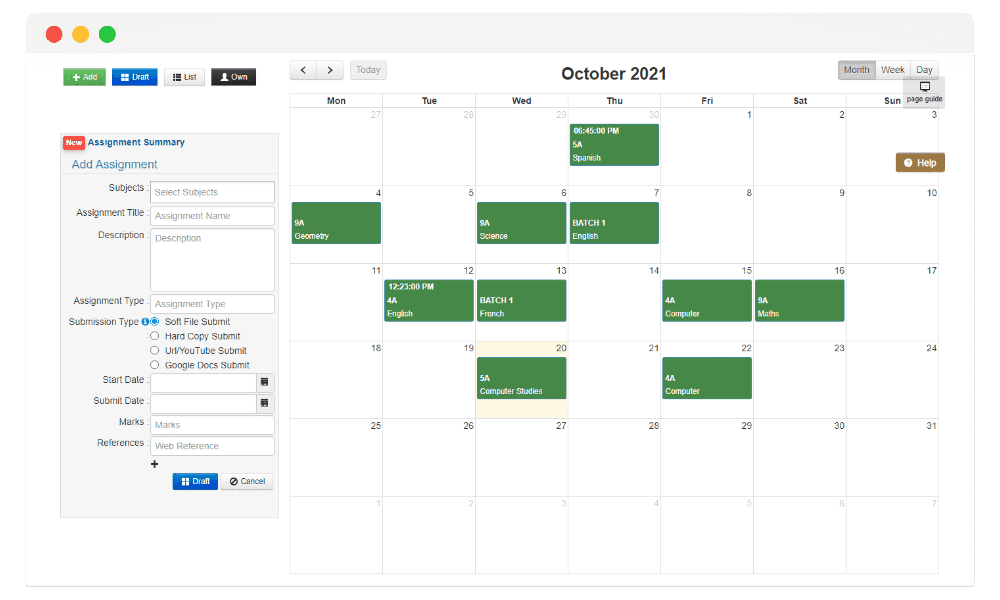 Add Draft List Own
New Assignment Summary
Add Assignment
Subjects : Select Subjects
Assignment Title : Assignment Name
Description : Description
Assignment Type : Assignment Type
Submission Type Soft File Submit
: Hard Copy Submit
Url/YouTube Submit
Google Docs Submit
Start Date :
Submit Date :
Marks : Marks
References : Web Reference
Draft Cancel
Today
October 2021
Month Week Day
page guide
Help
Mon Tue Wed Thu Fri Sat Sun
27 28 29 30 1 2 3
06:45:00 PM
5A
Spanish
4 5 6 7 8 9 10
9A 9A BATCH 1
Geometry Science English
11 12 13 14 15 16 17
12:23:00 PM
4A BATCH 1 4A 9A
English French Computer Maths
18 19 20 21 22 23 24
5A 4A
Computer Studies Computer
25 26 27 28 29 30 31
1 2 3 4 5 6 7